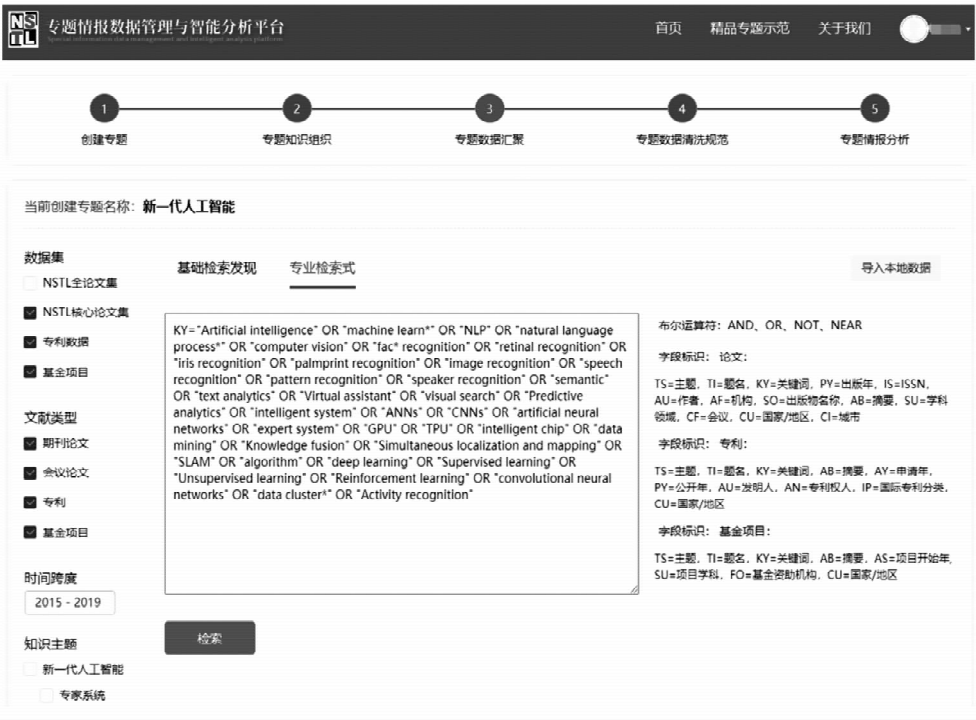 NS
TL
专题情报数据管理与智能分析平台
Special information data management and intelligent analysis platform
首页 精品专题示范 关于我们
1 2 3 4 5
创建专题 专题知识组织 专题数据汇聚 专题数据清洗规范 专题情报分析
当前创建专题名称：新一代人工智能
数据集
NSTL全论文集
NSTL核心论文集
专利数据
基金项目
文献类型
期刊论文
会议论文
专利
基金项目
时间跨度
2015 - 2019
知识主题
新一代人工智能
专家系统
基础检索发现 专业检索式
导入本地数据
KY="Artificial intelligence" OR "machine learn*" OR "NLP" OR "natural language
process*" OR "computer vision" OR "fac* recognition" OR "retinal recognition" OR
"iris recognition" OR "palmprint recognition" OR "image recognition" OR "speech
recognition" OR "pattern recognition" OR "speaker recognition" OR "semantic"
OR "text analytics" OR "Virtual assistant" OR "visual search" OR "Predictive
analytics" OR "intelligent system" OR "ANNs" OR "CNNs" OR "artificial neural
networks" OR "expert system" OR "GPU" OR "TPU" OR "intelligent chip" OR "data
mining" OR "Knowledge fusion" OR "Simultaneous localization and mapping" OR
"SLAM" OR "algorithm" OR "deep learning" OR "Supervised learning" OR
"Unsupervised learning" OR "Reinforcement learning" OR "convolutional neural
networks" OR "data cluster*" OR "Activity recognition"
检索
布尔运算符：AND、OR、NOT、NEAR
字段标识： 论文：
TS=主题, TI=题名, KY=关键词, PY=出版年, IS=ISSN,
AU=作者, AF=机构, SO=出版物名称, AB=摘要, SU=学科
领域, CF=会议, CU=国家/地区, CI=城市
字段标识： 专利：
TS=主题, TI=题名, KY=关键词, AB=摘要, AY=申请年,
PY=公开年, AU=发明人, AN=专利权人, IP=国际专利分类,
CU=国家/地区
字段标识： 基金项目：
TS=主题, TI=题名, KY=关键词, AB=摘要, AS=项目开始年,
SU=项目学科, FO=基金资助机构, CU=国家/地区